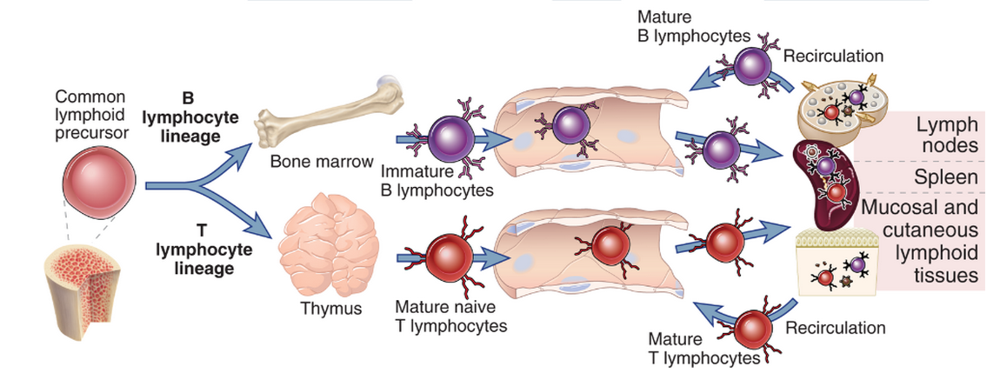 Common
lymphoid
precursor
B
lymphocyte
lineage
Bone marrow
T
lymphocyte
lineage
Thymus
Immature
B lymphocytes
Mature naive
T lymphocytes
Mature
B lymphocytes
Recirculation
Lymph
nodes
Spleen
Mucosal and
cutaneous
lymphoid
tissues
Mature
T lymphocytes
Recirculation